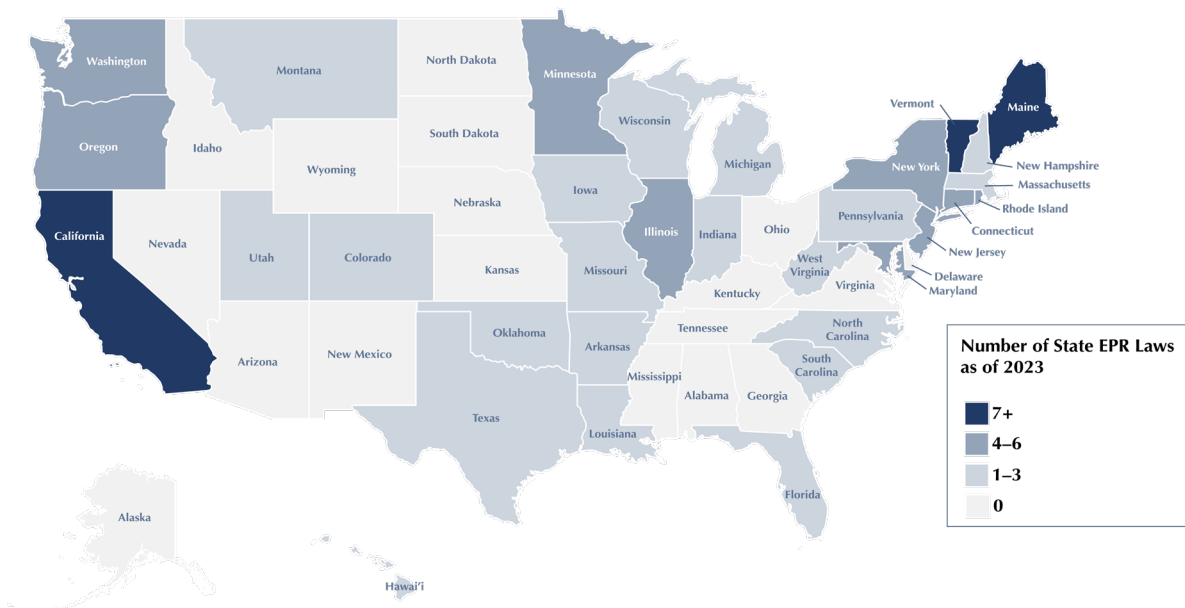 Washington
Montana
North Dakota
Minnesota
Oregon
Idaho
South Dakota
Wisconsin
Vermont
Maine
Wyoming
Michigan
New York
New Hampshire
Massachusetts
Iowa
Nebraska
Rhode Island
California
Nevada
Utah
Colorado
Kansas
Missouri
Illinois
Indiana
Ohio
Pennsylvania
Connecticut
New Jersey
West
Virginia
Virginia
Delaware
Maryland
Kentucky
Tennessee
North
Carolina
Arizona
New Mexico
Oklahoma
Arkansas
South
Carolina
Mississippi
Alabama
Georgia
Texas
Louisiana
Florida
Alaska
Hawai'i
Number of State EPR Laws
as of 2023
7+
4–6
1–3
0